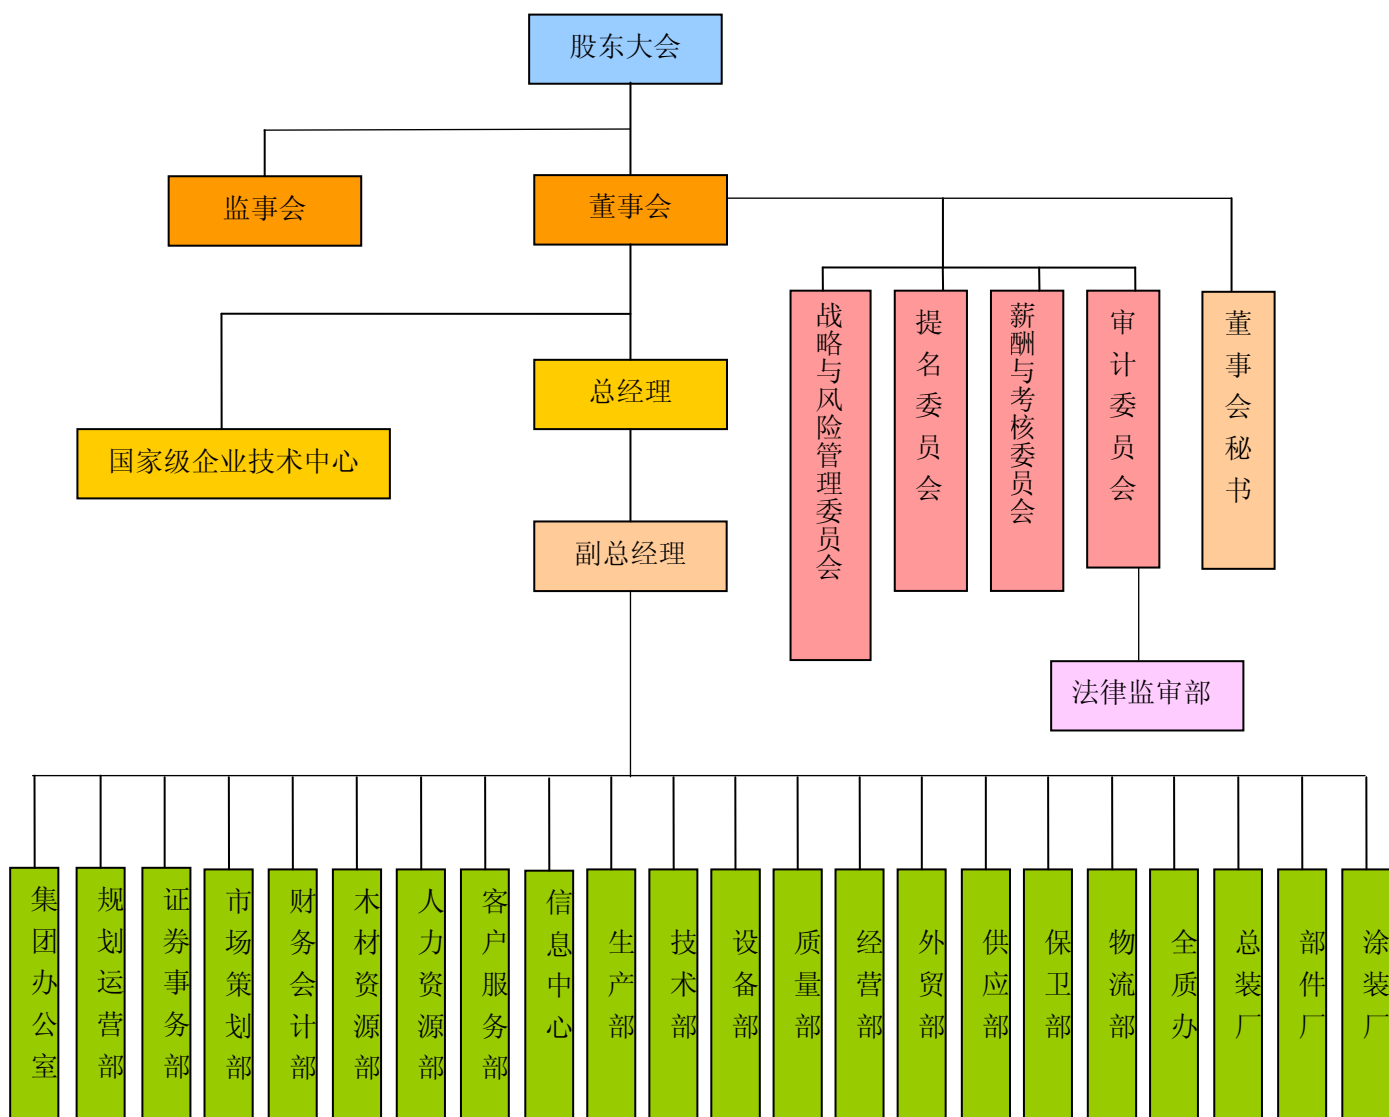 股东大会
监事会
董事会
战略与风险管理委员会
提名委员会
薪酬与考核委员会
审计委员会
董事会秘书
总经理
国家级企业技术中心
副总经理
法律监审部
集团办公室
规划运营部
证券事务部
市场策划部
财务会计部
木材资源部
人力资源部
客户服务部
信息中心
生产部
技术部
设备部
质量部
经营部
外贸部
供应部
保卫部
物流部
全质办
总装厂
部件厂
涂装厂